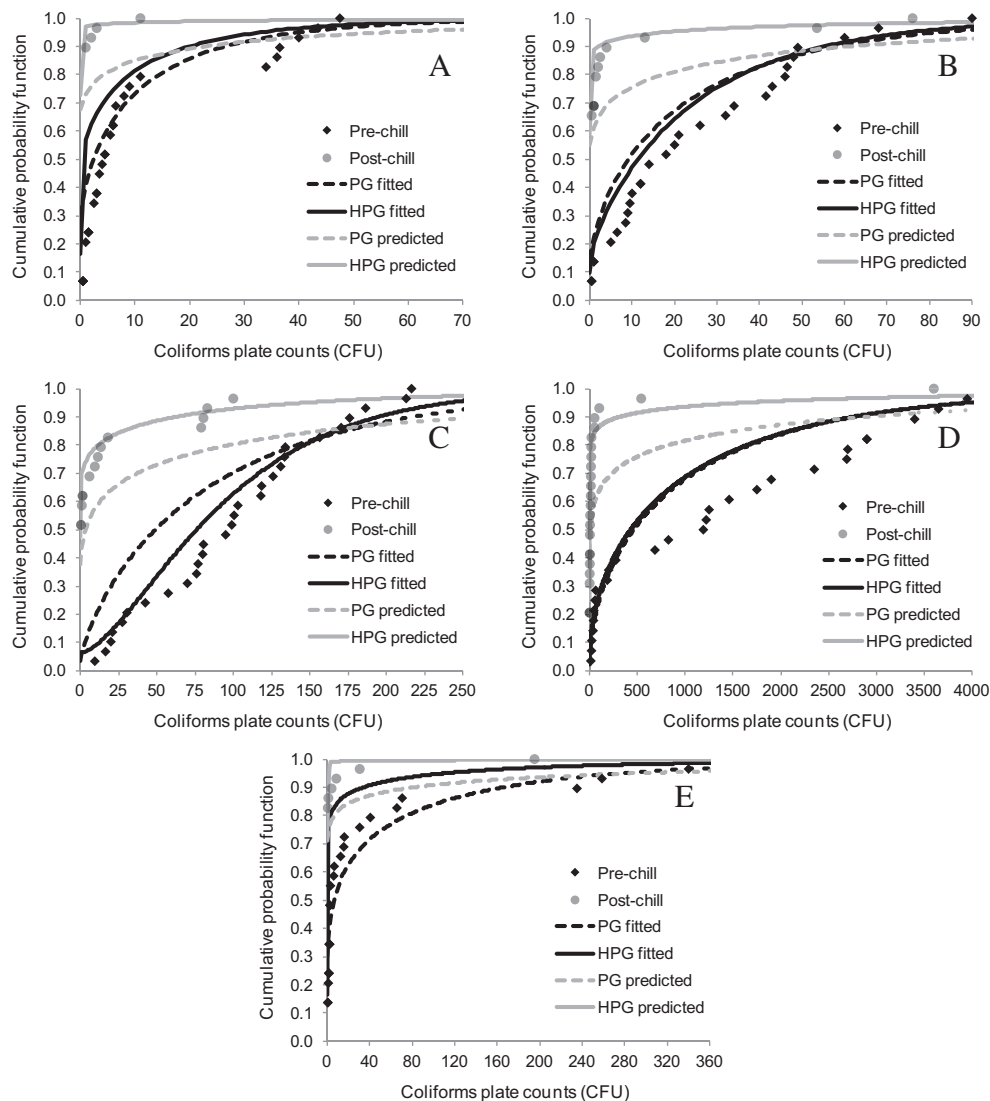 1.0
0.9
0.8
0.7
0.6
0.5
0.4
0.3
0.2
0.1
0.0
Cumulative probability function
A
Pre-chill
Post-chill
PG fitted
HPG fitted
PG predicted
HPG predicted
0 10 20 30 40 50 60 70
Coliforms plate counts (CFU)
1.0
0.9
0.8
0.7
0.6
0.5
0.4
0.3
0.2
0.1
0.0
Cumulative probability function
B
Pre-chill
Post-chill
PG fitted
HPG fitted
PG predicted
HPG predicted
0 10 20 30 40 50 60 70 80 90
Coliforms plate counts (CFU)
1.0
0.9
0.8
0.7
0.6
0.5
0.4
0.3
0.2
0.1
0.0
Cumulative probability function
C
Pre-chill
Post-chill
PG fitted
HPG fitted
PG predicted
HPG predicted
0 25 50 75 100 125 150 175 200 225 250
Coliforms plate counts (CFU)
1.0
0.9
0.8
0.7
0.6
0.5
0.4
0.3
0.2
0.1
0.0
Cumulative probability function
D
Pre-chill
Post-chill
PG fitted
HPG fitted
PG predicted
HPG predicted
0 500 1000 1500 2000 2500 3000 3500 4000
Coliforms plate counts (CFU)
1.0
0.9
0.8
0.7
0.6
0.5
0.4
0.3
0.2
0.1
0.0
Cumulative probability function
E
Pre-chill
Post-chill
PG fitted
HPG fitted
PG predicted
HPG predicted
0 40 80 120 160 200 240 280 320 360
Coliforms plate counts (CFU)